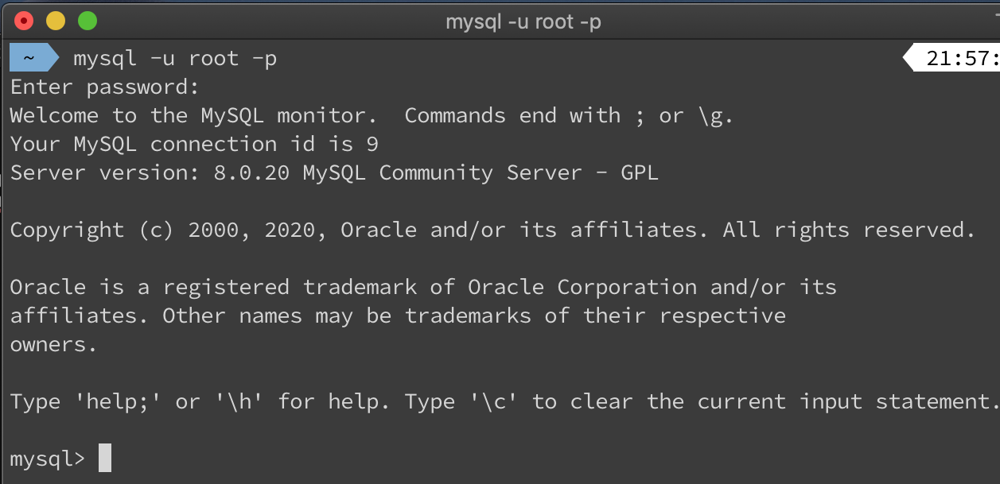 mysql -u root -p
~ mysql -u root -p 21:57:
Enter password:
Welcome to the MySQL monitor.  Commands end with ; or \g.
Your MySQL connection id is 9
Server version: 8.0.20 MySQL Community Server - GPL
Copyright (c) 2000, 2020, Oracle and/or its affiliates. All rights reserved.
Oracle is a registered trademark of Oracle Corporation and/or its
affiliates. Other names may be trademarks of their respective
owners.
Type 'help;' or '\h' for help. Type '\c' to clear the current input statement.
mysql>